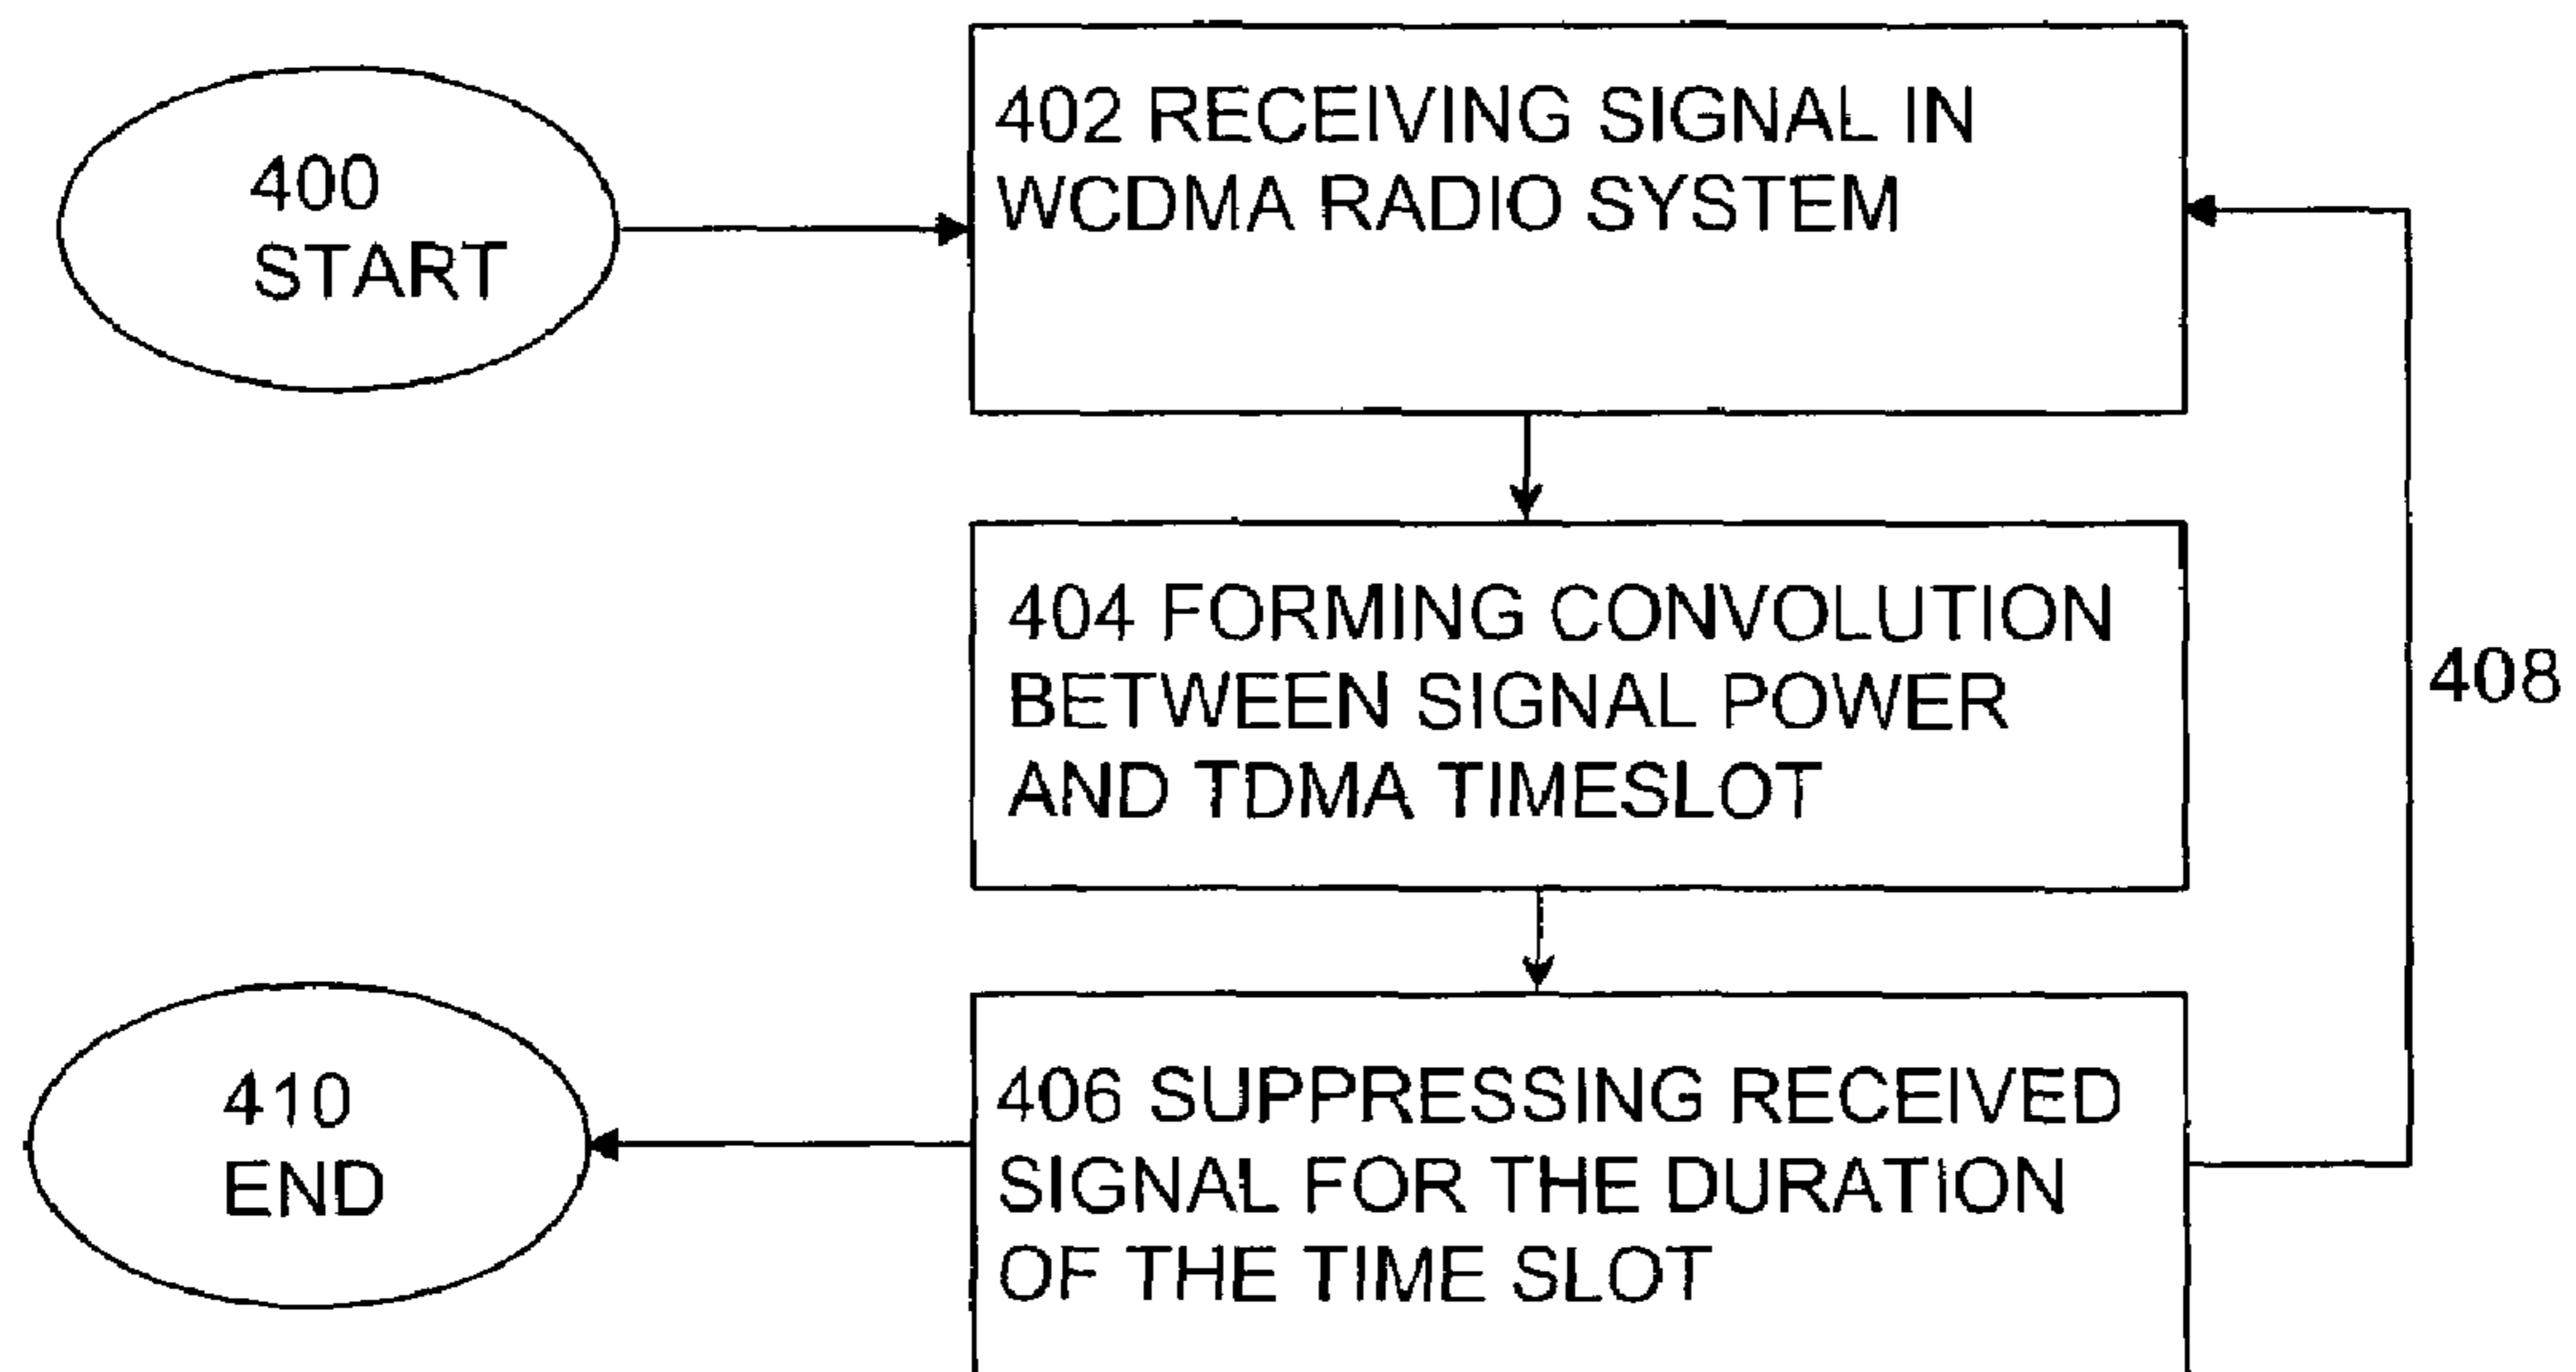 400
START
402 RECEIVING SIGNAL IN
WCDMA RADIO SYSTEM
404 FORMING CONVOLUTION
BETWEEN SIGNAL POWER
AND TDMA TIMESLOT
408
406 SUPPRESSING RECEIVED
SIGNAL FOR THE DURATION
OF THE TIME SLOT
410
END